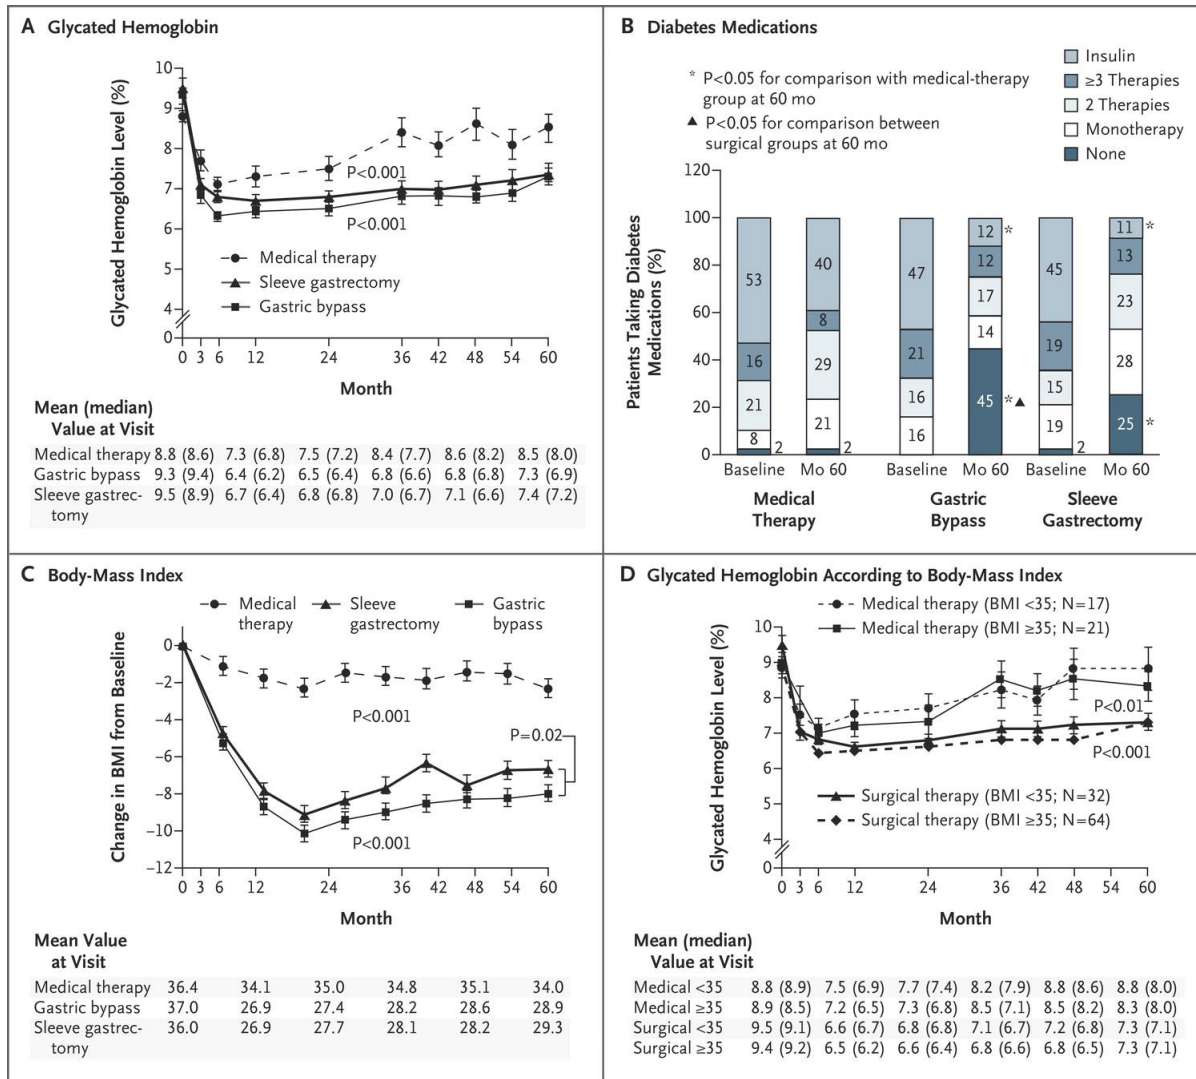 A Glycated Hemoglobin
Glycated Hemoglobin Level (%)
10
9
8
7
6
5
4
0
P<0.001
P<0.001
Medical therapy
Sleeve gastrectomy
Gastric bypass
0 3 6 12 24 36 42 48 54 60
Month
Mean (median)
Value at Visit
Medical therapy 8.8 (8.6) 7.3 (6.8) 7.5 (7.2) 8.4 (7.7) 8.6 (8.2) 8.5 (8.0)
Gastric bypass 9.3 (9.4) 6.4 (6.2) 6.5 (6.4) 6.8 (6.6) 6.8 (6.8) 7.3 (6.9)
Sleeve gastrec- 9.5 (8.9) 6.7 (6.4) 6.8 (6.8) 7.0 (6.7) 7.1 (6.6) 7.4 (7.2)
tomy
B Diabetes Medications
* P<0.05 for comparison with medical-therapy
group at 60 mo
▲ P<0.05 for comparison between
surgical groups at 60 mo
Insulin
≥3 Therapies
2 Therapies
Monotherapy
None
Patients Taking Diabetes
Medications (%)
120
100
80
60
40
20
0
53
16
21
8
2
40
8
29
21
2
47
21
16
16
12 *
12
17
14
45 *▲
45
19
15
19
2
11 *
13
23
28
25 *
Baseline Mo 60 Baseline Mo 60 Baseline Mo 60
Medical Gastric Sleeve
Therapy Bypass Gastrectomy
C Body-Mass Index
Medical Sleeve Gastric
therapy gastrectomy bypass
Change in BMI from Baseline
0
−2
−4
−6
−8
−10
−12
P<0.001
P=0.02
P<0.001
0 3 6 12 24 36 42 48 54 60
Month
Mean Value
at Visit
Medical therapy 36.4 34.1 35.0 34.8 35.1 34.0
Gastric bypass 37.0 26.9 27.4 28.2 28.6 28.9
Sleeve gastrec- 36.0 26.9 27.7 28.1 28.2 29.3
tomy
D Glycated Hemoglobin According to Body-Mass Index
Medical therapy (BMI <35; N=17)
Medical therapy (BMI ≥35; N=21)
Glycated Hemoglobin Level (%)
10
9
8
7
6
5
4
0
P<0.01
P<0.001
Surgical therapy (BMI <35; N=32)
Surgical therapy (BMI ≥35; N=64)
0 3 6 12 24 36 42 48 60
Month
Mean (median)
Value at Visit
Medical <35 8.8 (8.9) 7.5 (6.9) 7.7 (7.4) 8.2 (7.9) 8.8 (8.6) 8.8 (8.0)
Medical ≥35 8.9 (8.5) 7.2 (6.5) 7.3 (6.8) 8.5 (7.1) 8.5 (8.2) 8.3 (8.0)
Surgical <35 9.5 (9.1) 6.6 (6.7) 6.8 (6.8) 7.1 (6.7) 7.2 (6.8) 7.3 (7.1)
Surgical ≥35 9.4 (9.2) 6.5 (6.2) 6.6 (6.4) 6.8 (6.6) 6.8 (6.5) 7.3 (7.1)